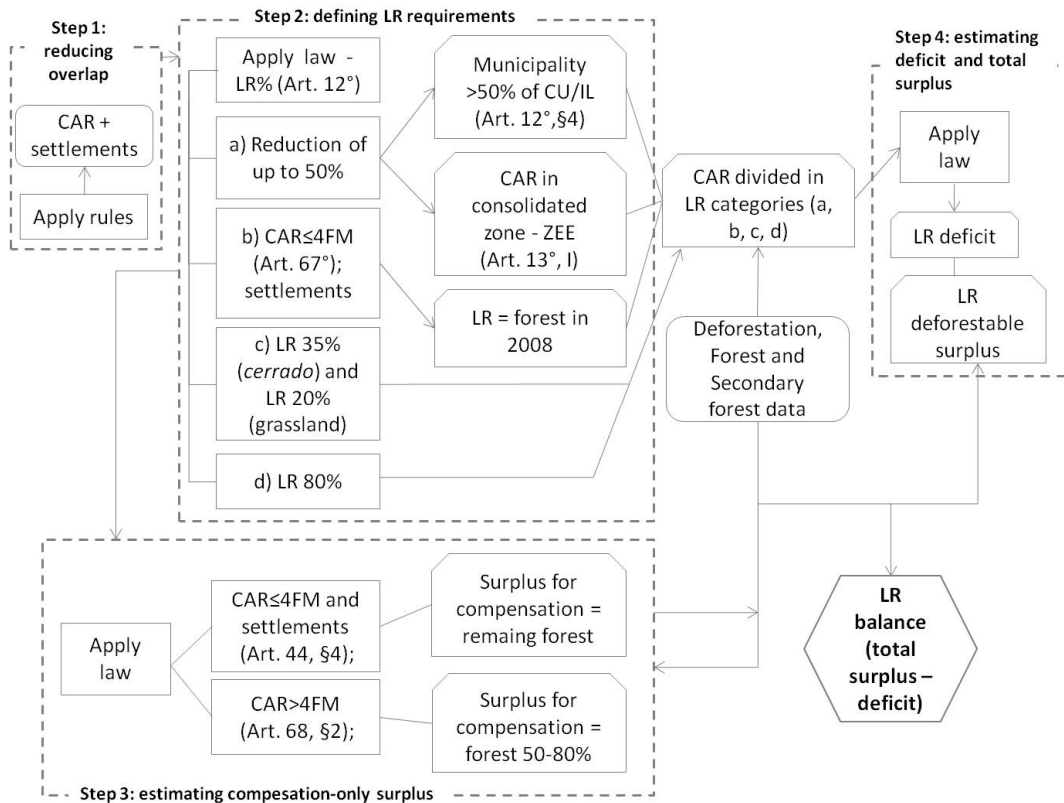 Step 1:
reducing
overlap
CAR +
settlements
Apply rules
Step 2: defining LR requirements
Apply law -
LR% (Art. 12°)
a) Reduction of
up to 50%
b) CAR≤4FM
(Art. 67°);
settlements
c) LR 35%
(cerrado) and
LR 20%
(grassland)
d) LR 80%
Municipality
>50% of CU/IL
(Art. 12°,§4)
CAR in
consolidated
zone - ZEE
(Art. 13°, I)
LR = forest in
2008
CAR divided in
LR categories (a,
b, c, d)
Deforestation,
Forest and
Secondary
forest data
Step 4: estimating
deficit and total
surplus
Apply
law
LR deficit
LR
deforestable
surplus
Apply
law
CAR≤4FM and
settlements
(Art. 44, §4);
CAR>4FM
(Art. 68, §2);
Surplus for
compensation =
remaing forest
Surplus for
compensation =
forest 50-80%
Step 3: estimating compesation-only surplus
LR
balance
(total
surplus –
deficit)